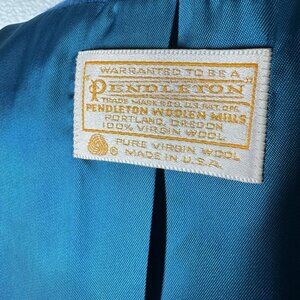 WARRANTED TO BE A
"PENDLETON"
TRADE MARK REG. U.S. PAT. OFF.
PENDLETON WOOLEN MILLS
PORTLAND, OREGON
100% VIRGIN WOOL
PURE VIRGIN WOOL
MADE IN U.S.A.